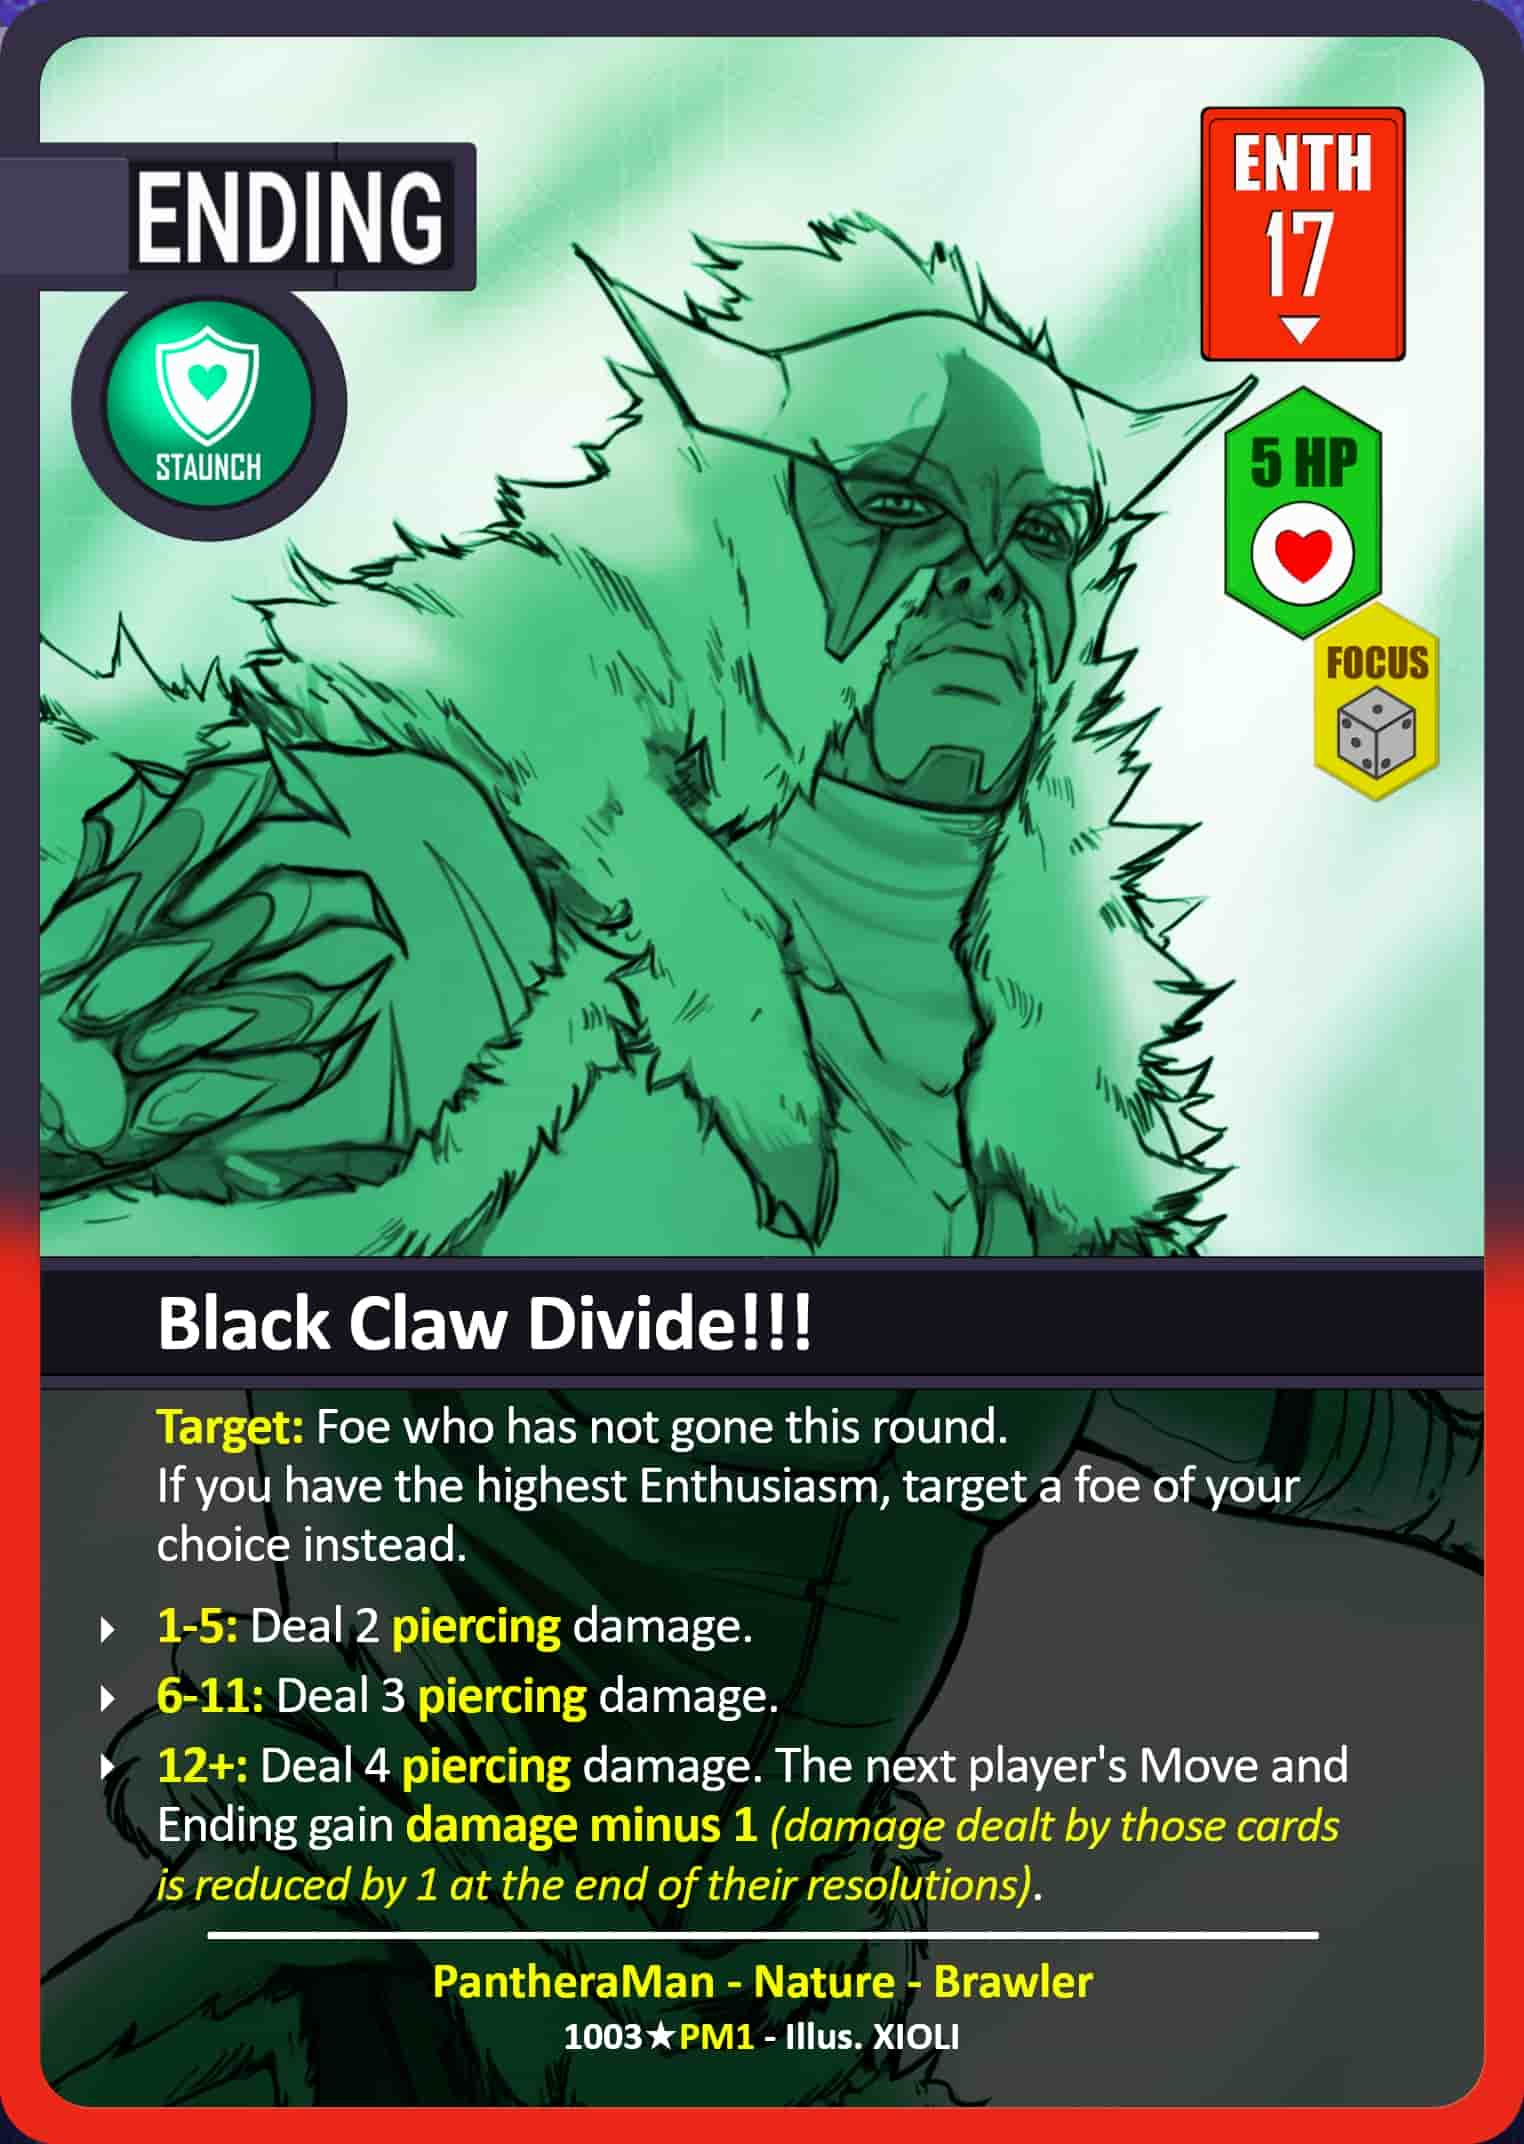 ENDING
ENTH
17
STAUNCH
5 HP
FOCUS
Black Claw Divide!!!
Target: Foe who has not gone this round.
If you have the highest Enthusiasm, target a foe of your
choice instead.
1-5: Deal 2 piercing damage.
6-11: Deal 3 piercing damage.
12+: Deal 4 piercing damage. The next player's Move and
Ending gain damage minus 1 (damage dealt by those cards
is reduced by 1 at the end of their resolutions).
PantheraMan - Nature - Brawler
1003★PM1 - Illus. XIOLI